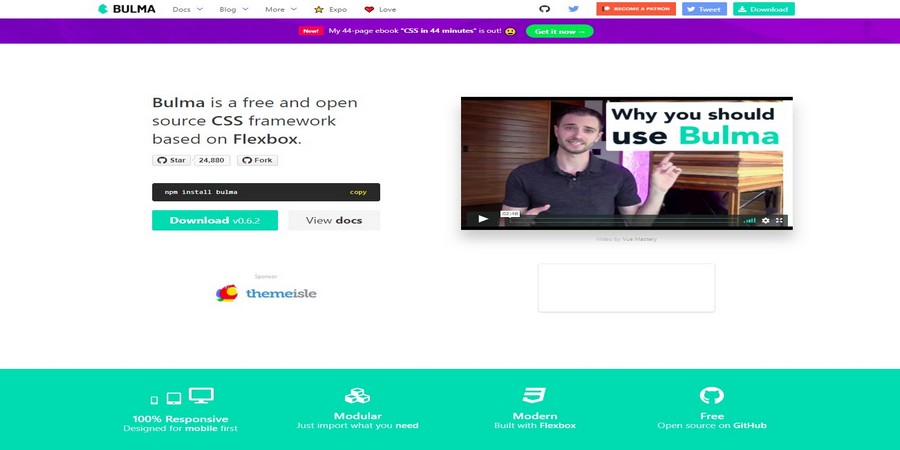 BULMA Docs Blog More Expo Love BECOME A PATRON Tweet Download
New! My 44-page ebook "CSS in 44 minutes" is out! Get it now →
Bulma is a free and open
source CSS framework
based on Flexbox.
Star 24,880 Fork
npm install bulma copy
Download v0.6.2 View docs
Why you should
use Bulma
02:48
Video by Vue Mastery
Sponsor
themeisle
100% Responsive
Designed for mobile first
Modular
Just import what you need
Modern
Built with Flexbox
Free
Open source on GitHub